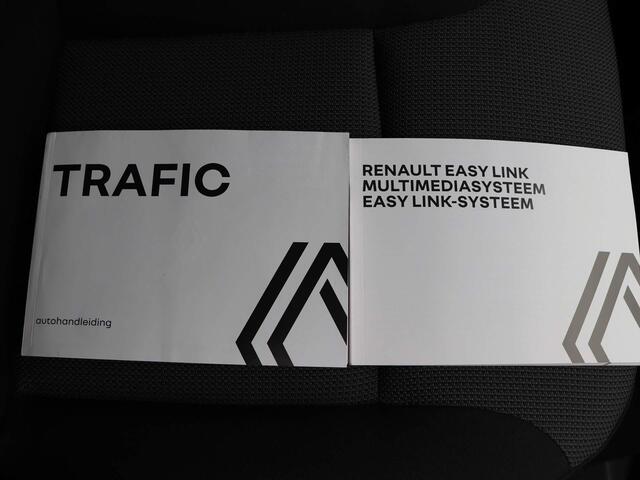 TRAFIC
autohandleiding
RENAULT EASY LINK
MULTIMEDIASYSTEEM
EASY LINK-SYSTEEM